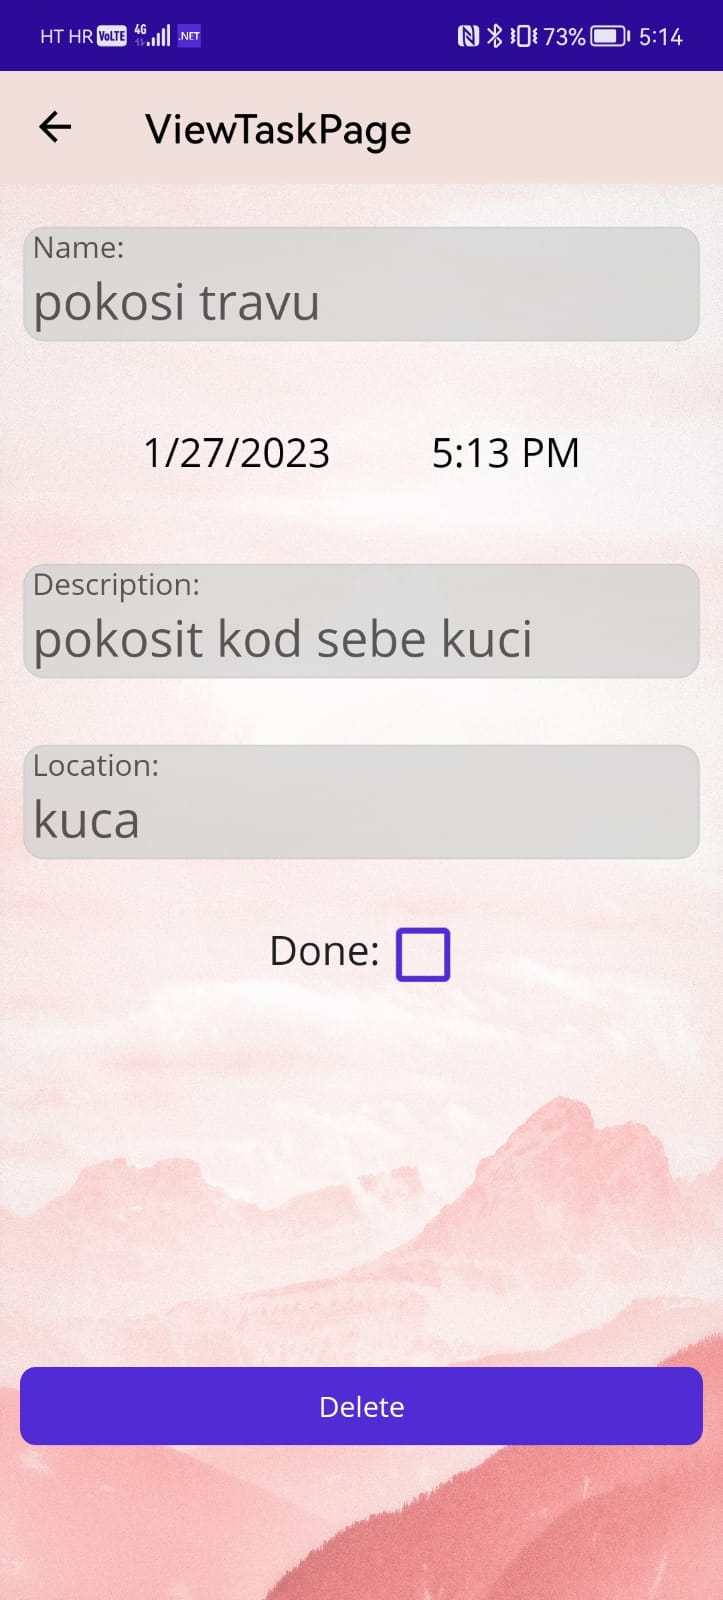 HT HR VoLTE 4G .NET 73% 5:14
ViewTaskPage
Name:
pokosi travu
1/27/2023 5:13 PM
Description:
pokosit kod sebe kuci
Location:
kuca
Done:
Delete